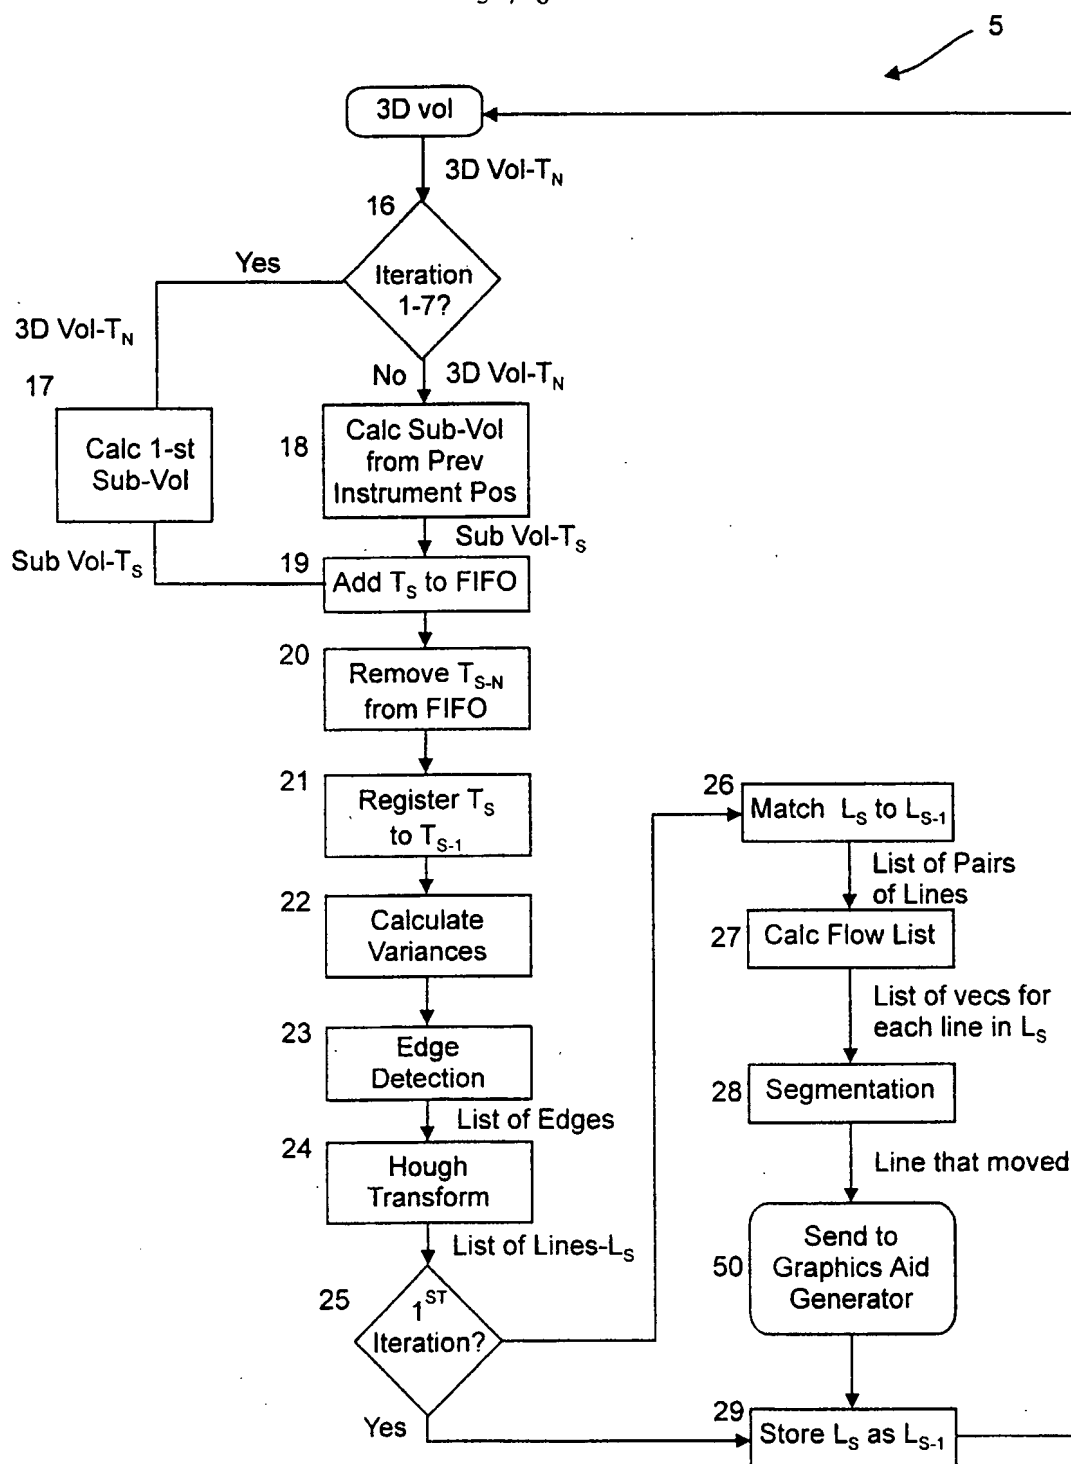 5
3D vol
3D Vol-T_N
16
Iteration
1-7?
Yes
3D Vol-T_N
No
3D Vol-T_N
17
Calc 1-st
Sub-Vol
18
Calc Sub-Vol
from Prev
Instrument Pos
Sub Vol-T_S
Sub Vol-T_S
19
Add T_S to FIFO
20
Remove T_S-N
from FIFO
21
Register T_S
to T_S-1
22
Calculate
Variances
23
Edge
Detection
List of Edges
24
Hough
Transform
List of Lines-L_S
25
1ST
Iteration?
Yes
26
Match L_S to L_S-1
List of Pairs
of Lines
27
Calc Flow List
List of vecs for
each line in L_S
28
Segmentation
Line that moved
50
Send to
Graphics Aid
Generator
29
Store L_S as L_S-1